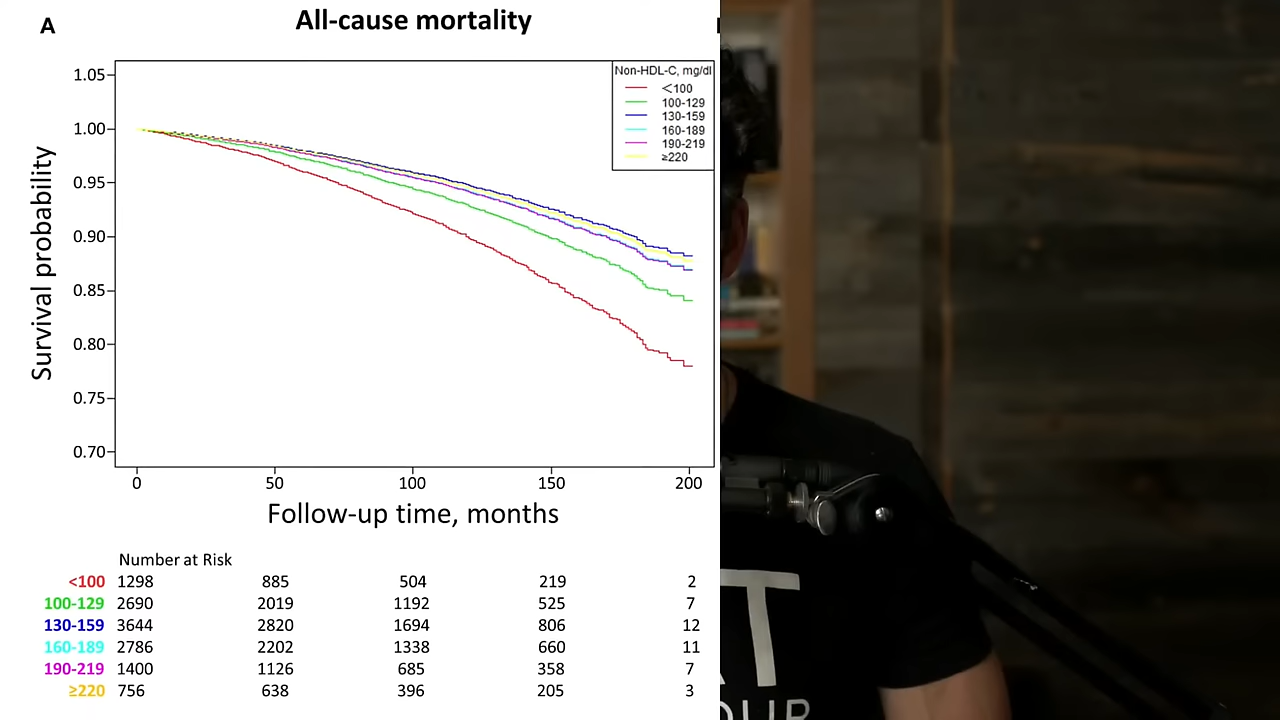 A
All-cause mortality
Non-HDL-C, mg/dl
<100
100-129
130-159
160-189
190-219
≥220
1.05
1.00
0.95
0.90
0.85
0.80
0.75
0.70
Survival probability
0 50 100 150 200
Follow-up time, months
Number at Risk
<100 1298 885 504 219 2
100-129 2690 2019 1192 525 7
130-159 3644 2820 1694 806 12
160-189 2786 2202 1338 660 11
190-219 1400 1126 685 358 7
≥220 756 638 396 205 3